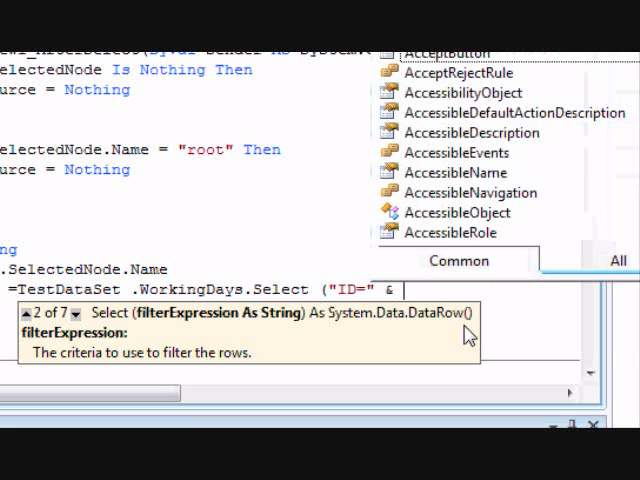 AcceptButton
electedNode Is Nothing Then
AcceptRejectRule
urce = Nothing
AccessibilityObject
AccessibleDefaultActionDescription
AccessibleDescription
electedNode.Name = "root" Then
AccessibleEvents
urce = Nothing
AccessibleName
AccessibleNavigation
AccessibleObject
AccessibleRole
ng
.SelectedNode.Name
Common
All
=TestDataSet .WorkingDays.Select ("ID=" &
2 of 7 Select (filterExpression As String) As System.Data.DataRow()
filterExpression:
The criteria to use to filter the rows.